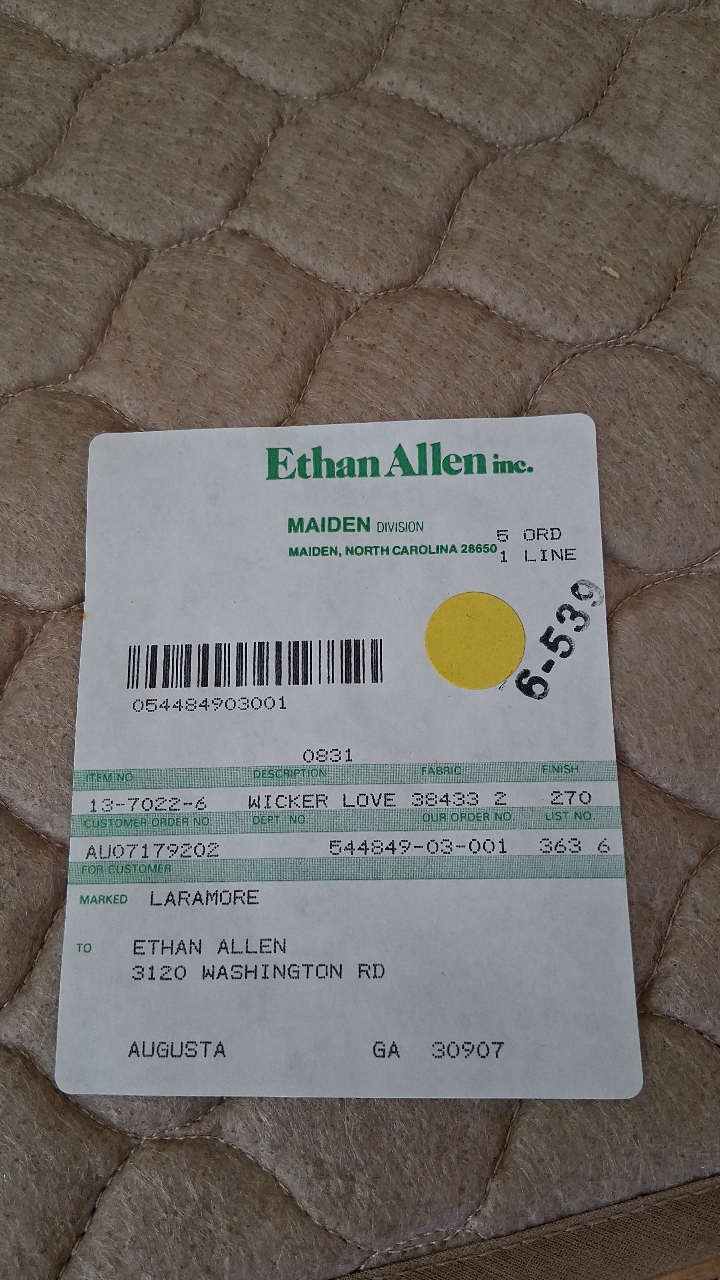 Ethan Allen inc.
MAIDEN DIVISION
MAIDEN, NORTH CAROLINA 28650
5 ORD
1 LINE
6-539
054484903001
0831
ITEM NO. DESCRIPTION FABRIC FINISH
13-7022-6 WICKER LOVE 38433 2 270
CUSTOMER ORDER NO. DEPT. NO. OUR ORDER NO. LIST NO.
AU07179202 544849-03-001 363 6
FOR CUSTOMER
MARKED LARAMORE
TO ETHAN ALLEN
3120 WASHINGTON RD
AUGUSTA GA 30907